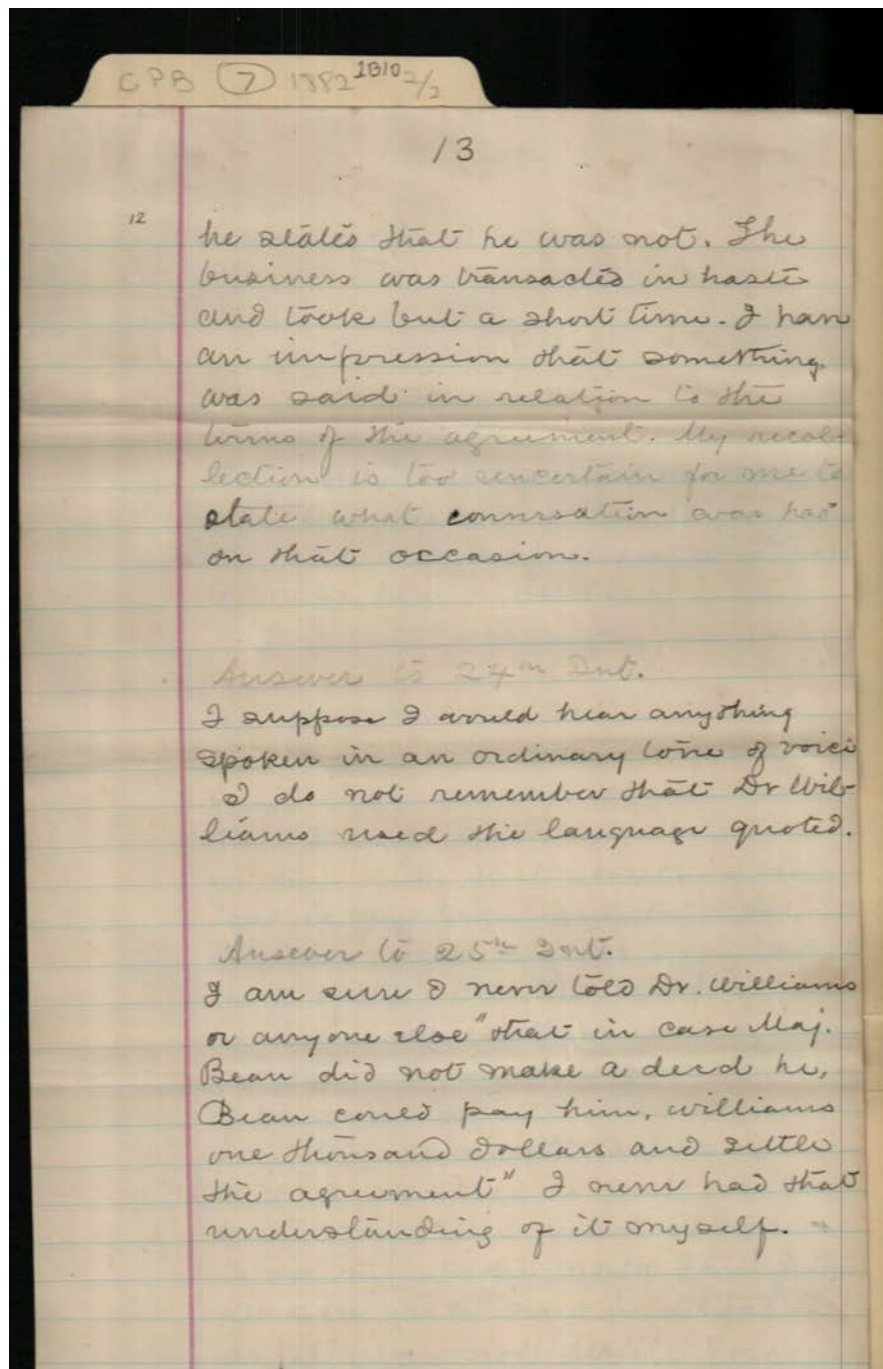 CPB 7 1882 1B10 2/2
13
12
he states that he was not. The
business was transacted in haste
and took but a short time. I have
an impression that something
was said in relation to the
terms of the agreement. My recol-
lection is too uncertain for me to
state what conversation was had
on that occasion.
Answer to 24th Int.
I suppose I would hear anything
spoken in an ordinary tone of voice
I do not remember that Dr Wil-
liams used the language quoted.
Answer to 25th Int.
I am sure I never told Dr. Williams
or anyone else "that in case Maj.
Bean did not make a deed he,
Bean could pay him, Williams
one thousand dollars and settle
the agreement" I never had that
understanding of it myself.